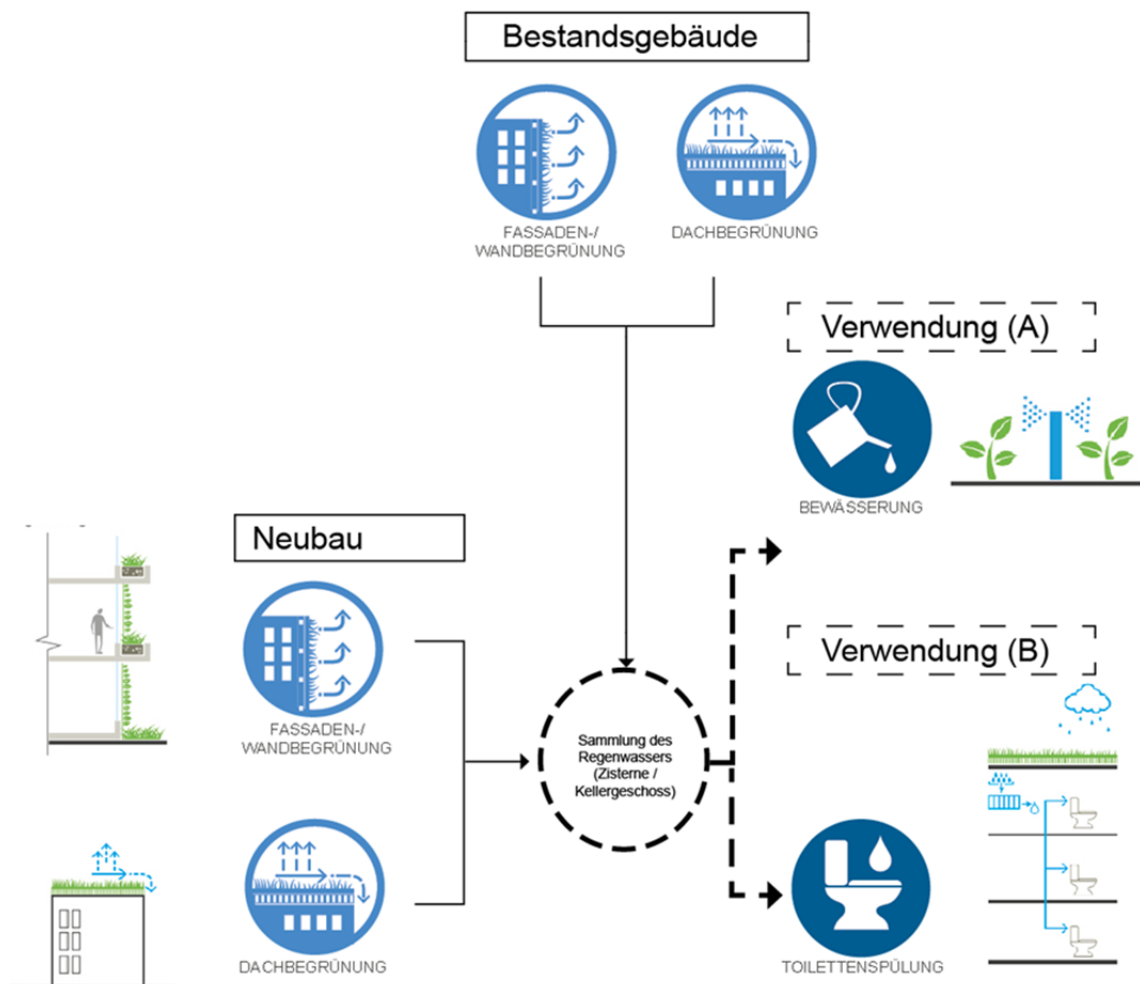 Bestandsgebäude
FASSADEN-/
WANDBEGRÜNUNG
DACHBEGRÜNUNG
Verwendung (A)
BEWÄSSERUNG
Neubau
FASSADEN-/
WANDBEGRÜNUNG
DACHBEGRÜNUNG
Sammlung des
Regenwassers
(Zisterne /
Kellergeschoss)
Verwendung (B)
TOILETTENSPÜLUNG